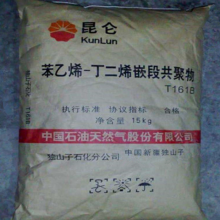 昆仑
KunLun
苯乙烯-丁二烯嵌段共聚物
T161B
执行标准 协议指标 合格
净含量 15kg
中国石油天然气股份有限公司
独山子石化分公司 中国新疆独山子